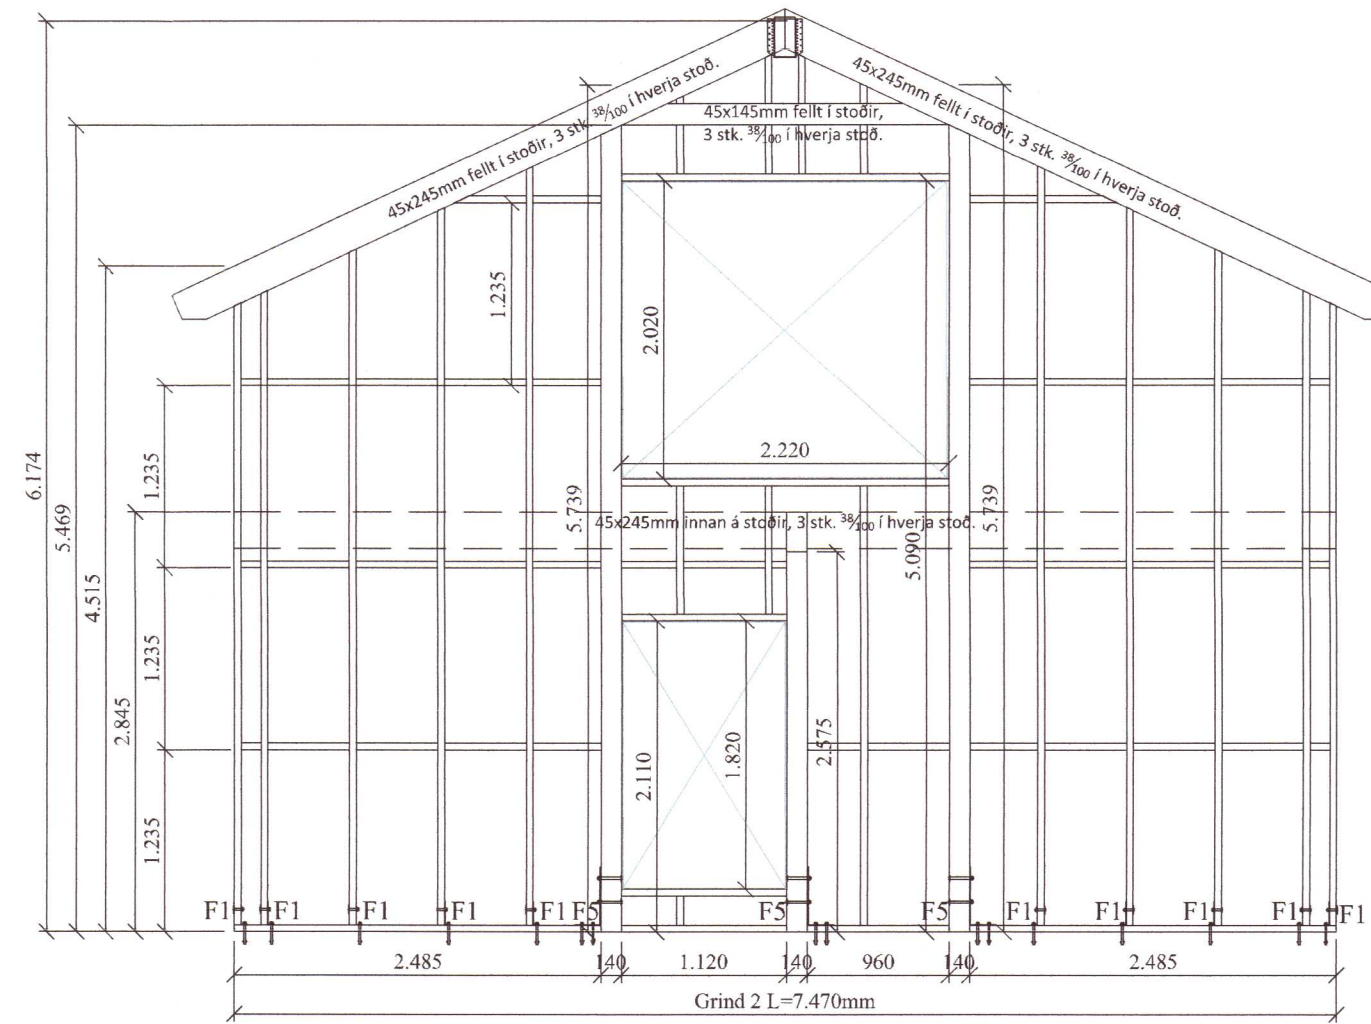 45x245mm fellt í stoðir, 3 stk. 38/100 í hverja stoð.
45x245mm fellt í stoðir, 3 stk. 38/100 í hverja stoð.
45x145mm fellt í stoðir,
3 stk. 38/100 í hverja stoð.
6.174
5.469
4.515
2.845
1.235
1.235
1.235
1.235
2.020
2.220
5.739
5.739
45x245mm innan á stoðir, 3 stk. 38/100 í hverja stoð.
5.090
2.575
2.110
1.820
F1 F1 F1 F1 F1 F5 F5 F5 F1 F1 F1 F1 F1
2.485 140 1.120 140 960 140 2.485
Grind 2 L=7.470mm